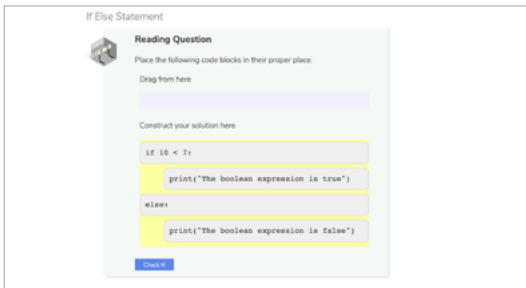 If Else Statement
Reading Question
Place the following code blocks in their proper place.
Drag from here
Construct your solution here
if 10 < 7:
print("The boolean expression is true")
else:
print("The boolean expression is false")
Check It!